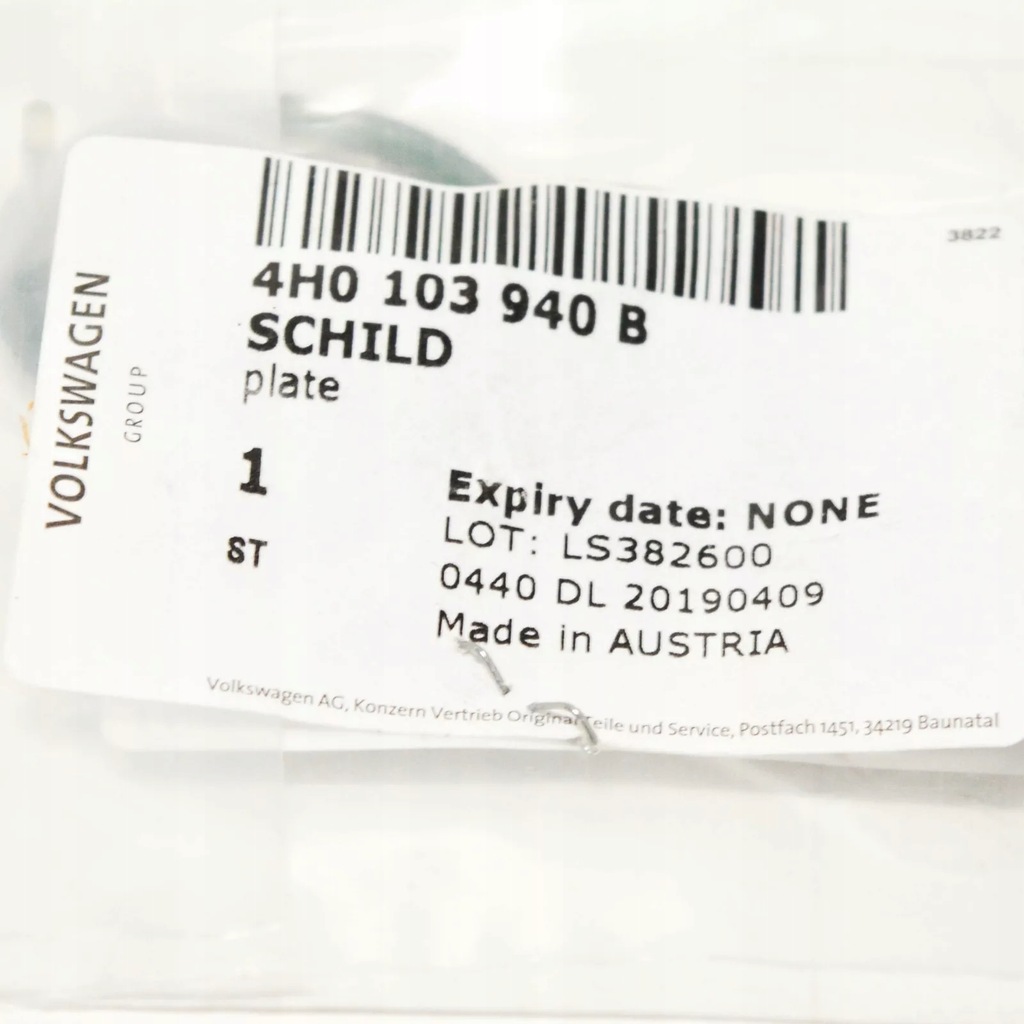 3822
4H0 103 940 B
SCHILD
plate
VOLKSWAGEN
GROUP
1
ST
Expiry date: NONE
LOT: LS382600
0440 DL 20190409
Made in AUSTRIA
Volkswagen AG, Konzern Vertrieb Original Teile und Service, Postfach 1451, 34219 Baunatal